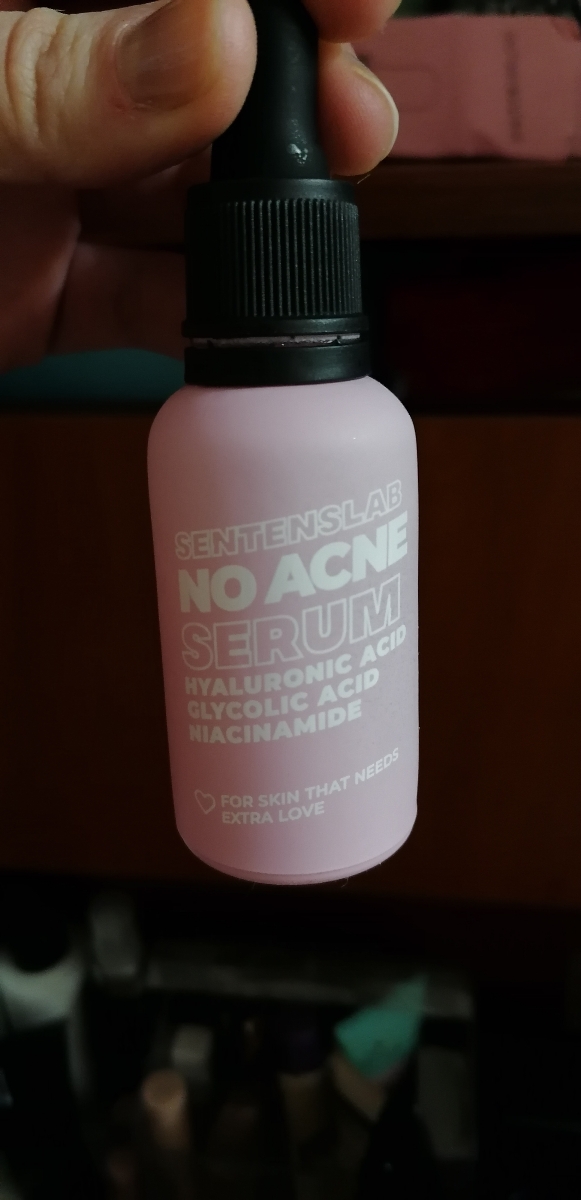 SENTENSLAB
NO ACNE
SERUM
HYALURONIC ACID
GLYCOLIC ACID
NIACINAMIDE
FOR SKIN THAT NEEDS
EXTRA LOVE